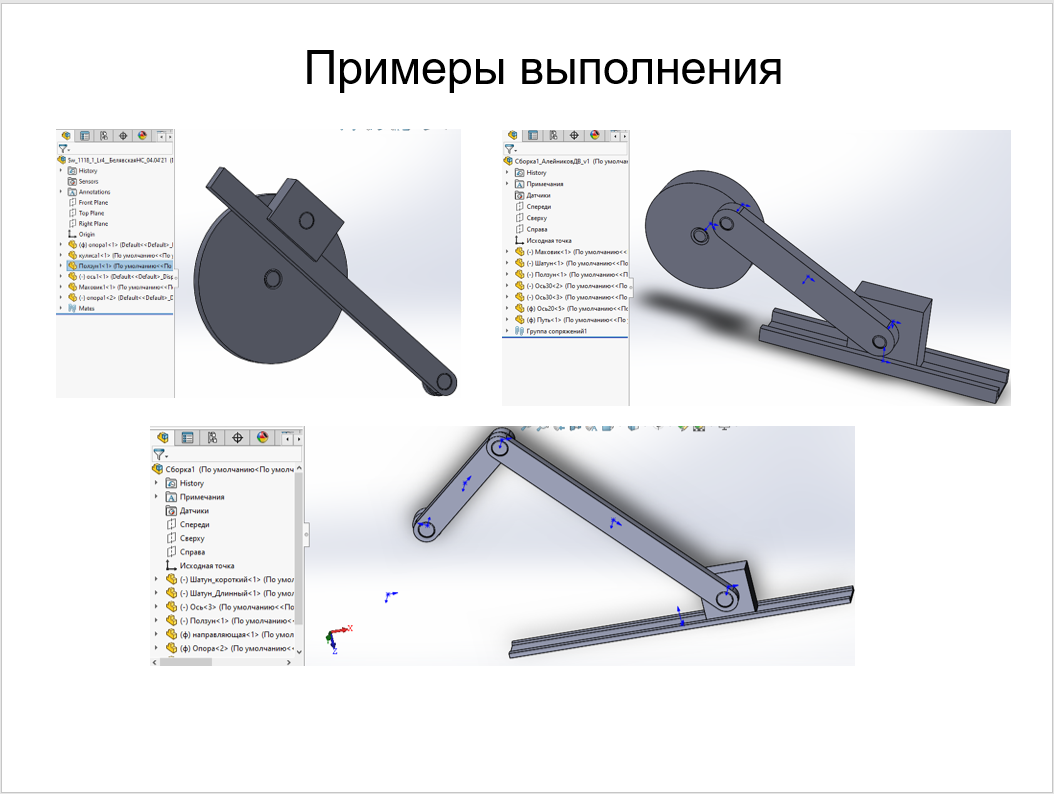 Примеры выполнения
Sw_1118_1_Lr4__БелявскаяНС_04.04'21 (
History
Sensors
Annotations
Front Plane
Top Plane
Right Plane
Origin
(ф) опора1<1> (Default<<Default>_
кулиса1<1> (По умолчанию<<По
Ползун1<1> (По умолчанию<<По
(-) ось1<1> (Default<<Default>_Disp
Маховик1<1> (По умолчанию<<П
(-) опора1<2> (Default<<Default>_D
Mates
Сборка1_АлейниковДВ_v1 (По умолчан
History
Примечания
Датчики
Спереди
Сверху
Справа
Исходная точка
(-) Маховик<1> (По умолчанию<<
(-) Шатун<1> (По умолчанию<<По
(-) Ползун<1> (По умолчанию<<П
(-) Ось30<2> (По умолчанию<<По
(-) Ось30<3> (По умолчанию<<По
(ф) Ось20<5> (По умолчанию<<По
(ф) Путь<1> (По умолчанию<<По
Группа сопряжений1
Сборка1 (По умолчанию<По умолч
History
Примечания
Датчики
Спереди
Сверху
Справа
Исходная точка
(-) Шатун_короткий<1> (По умол
(-) Шатун_Длинный<1> (По умол
(-) Ось<3> (По умолчанию<<По
(-) Ползун<1> (По умолчанию<<
(ф) направляющая<1> (По умол
(ф) Опора<2> (По умолчанию<<
X
Z